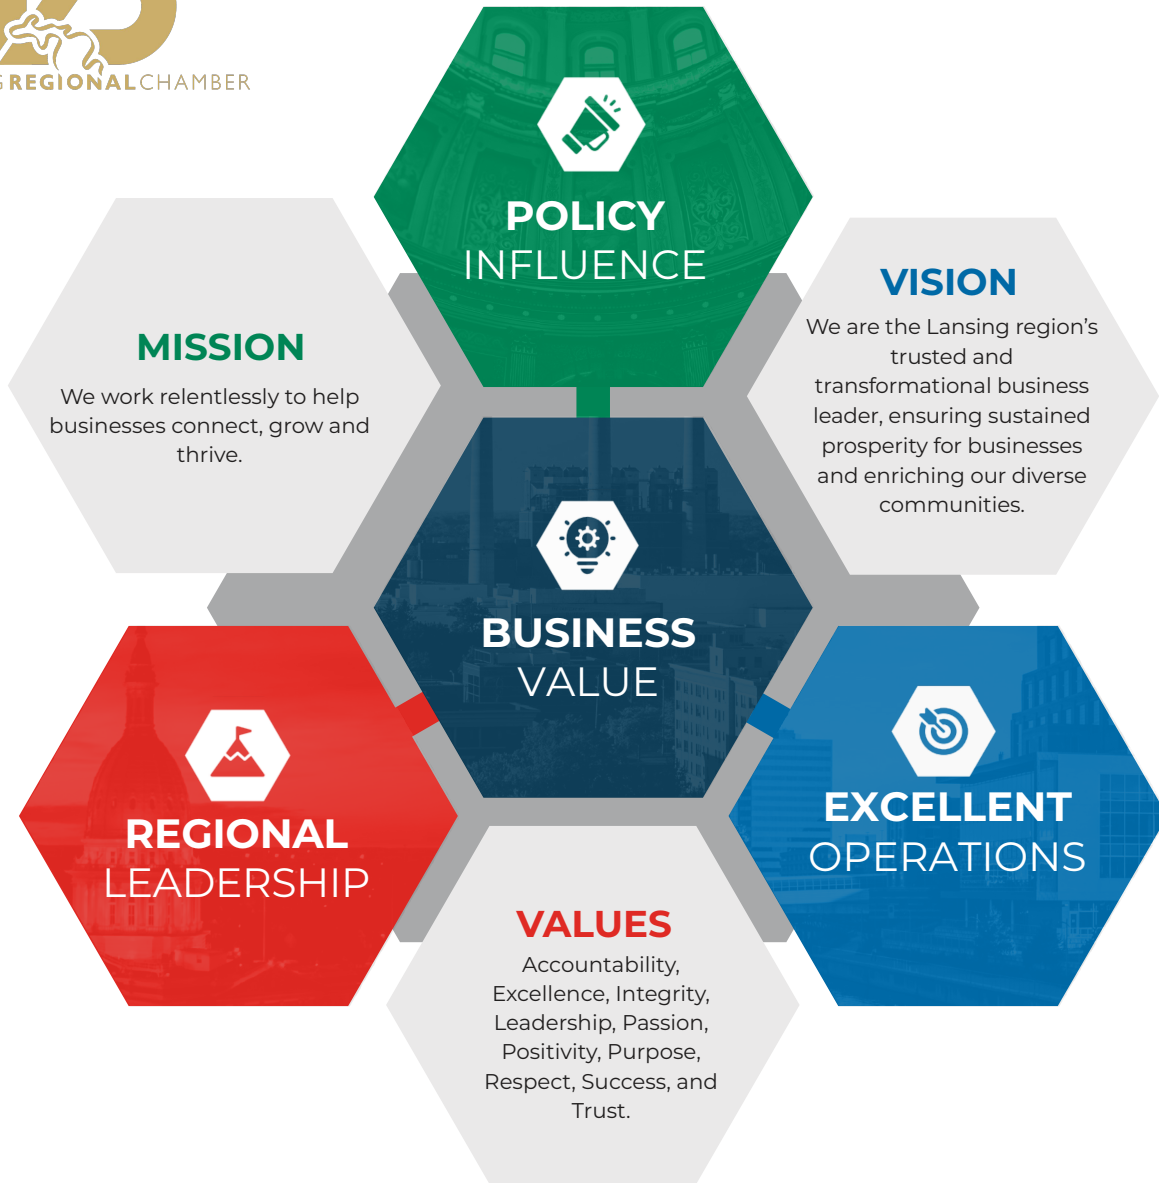 REGIONALCHAMBER
POLICY
INFLUENCE
MISSION
We work relentlessly to help
businesses connect, grow and
thrive.
VISION
We are the Lansing region’s
trusted and
transformational business
leader, ensuring sustained
prosperity for businesses
and enriching our diverse
communities.
BUSINESS
VALUE
REGIONAL
LEADERSHIP
EXCELLENT
OPERATIONS
VALUES
Accountability,
Excellence, Integrity,
Leadership, Passion,
Positivity, Purpose,
Respect, Success, and
Trust.